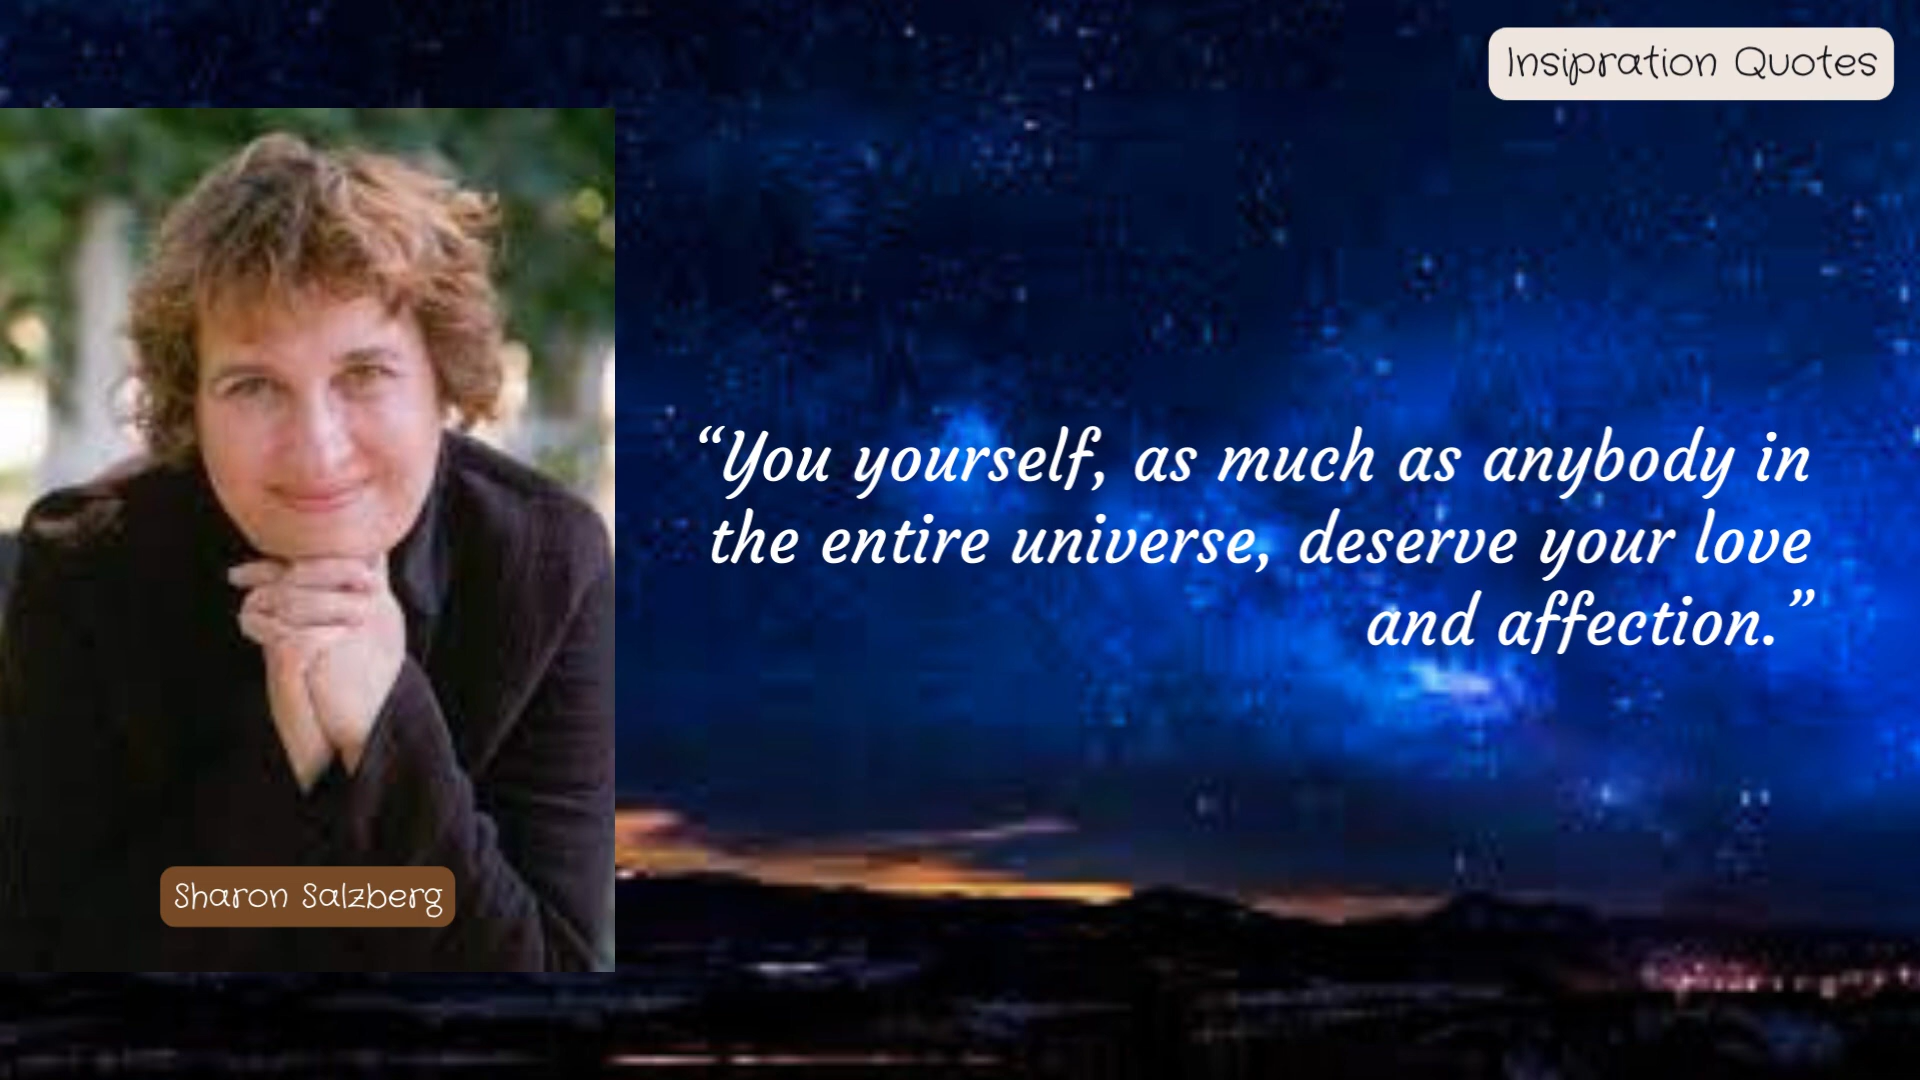 Insipration Quotes
“You yourself, as much as anybody in
the entire universe, deserve your love
and affection.”
Sharon Salzberg